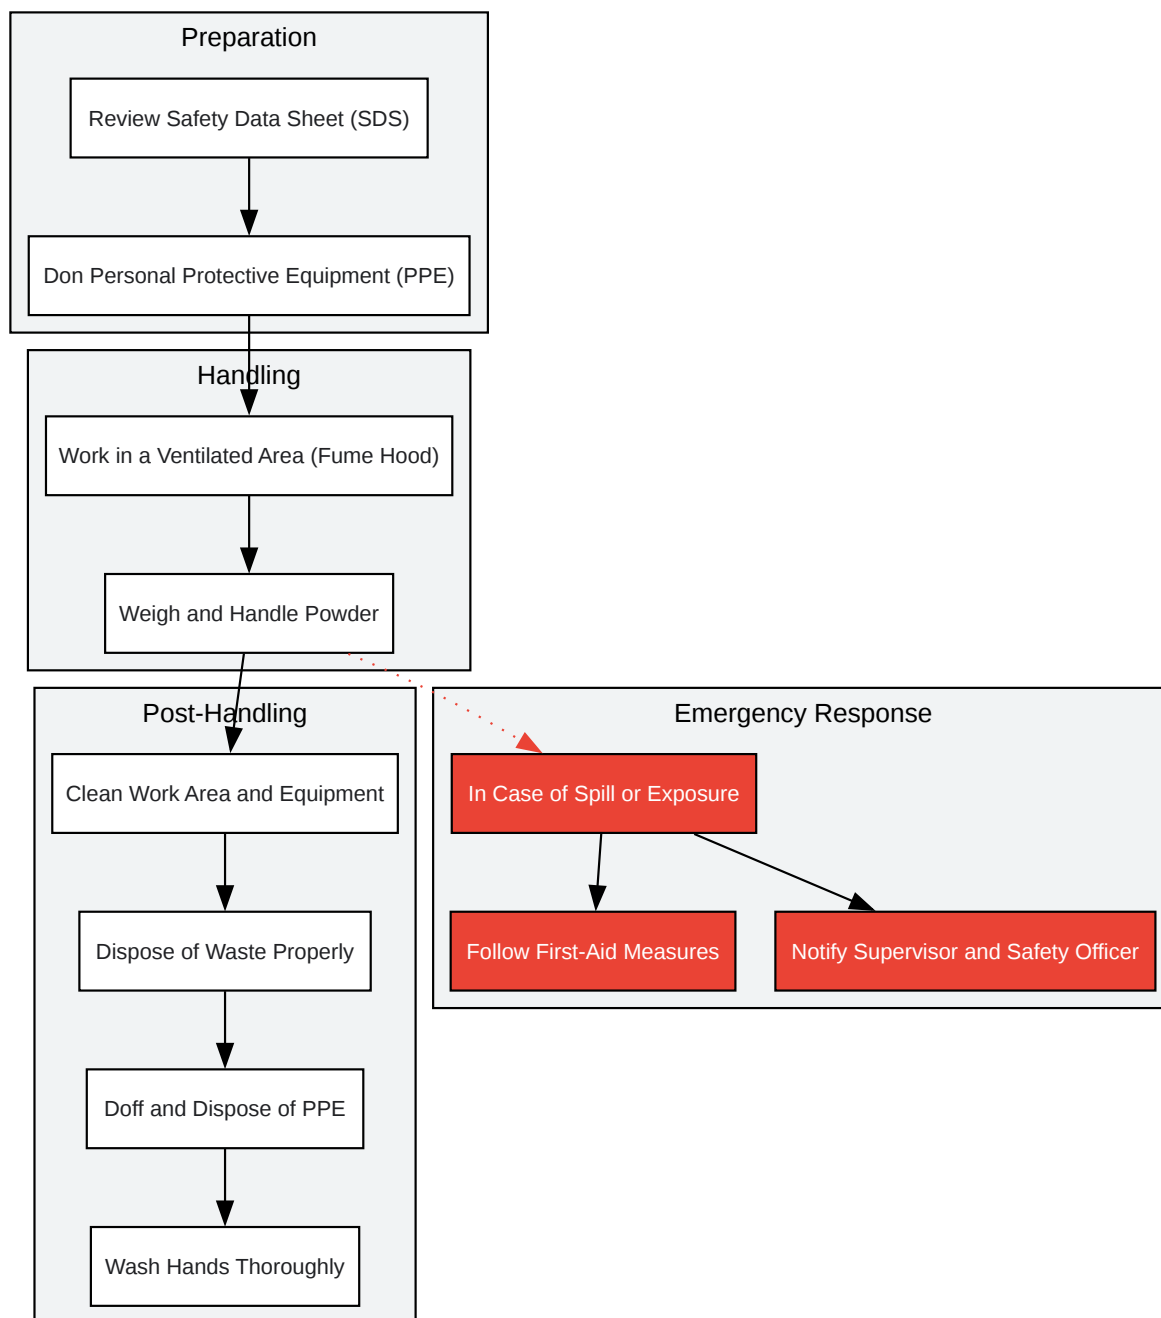 Preparation
Review Safety Data Sheet (SDS)
Don Personal Protective Equipment (PPE)
Handling
Work in a Ventilated Area (Fume Hood)
Weigh and Handle Powder
Post-Handling
Clean Work Area and Equipment
Dispose of Waste Properly
Doff and Dispose of PPE
Wash Hands Thoroughly
Emergency Response
In Case of Spill or Exposure
Follow First-Aid Measures
Notify Supervisor and Safety Officer